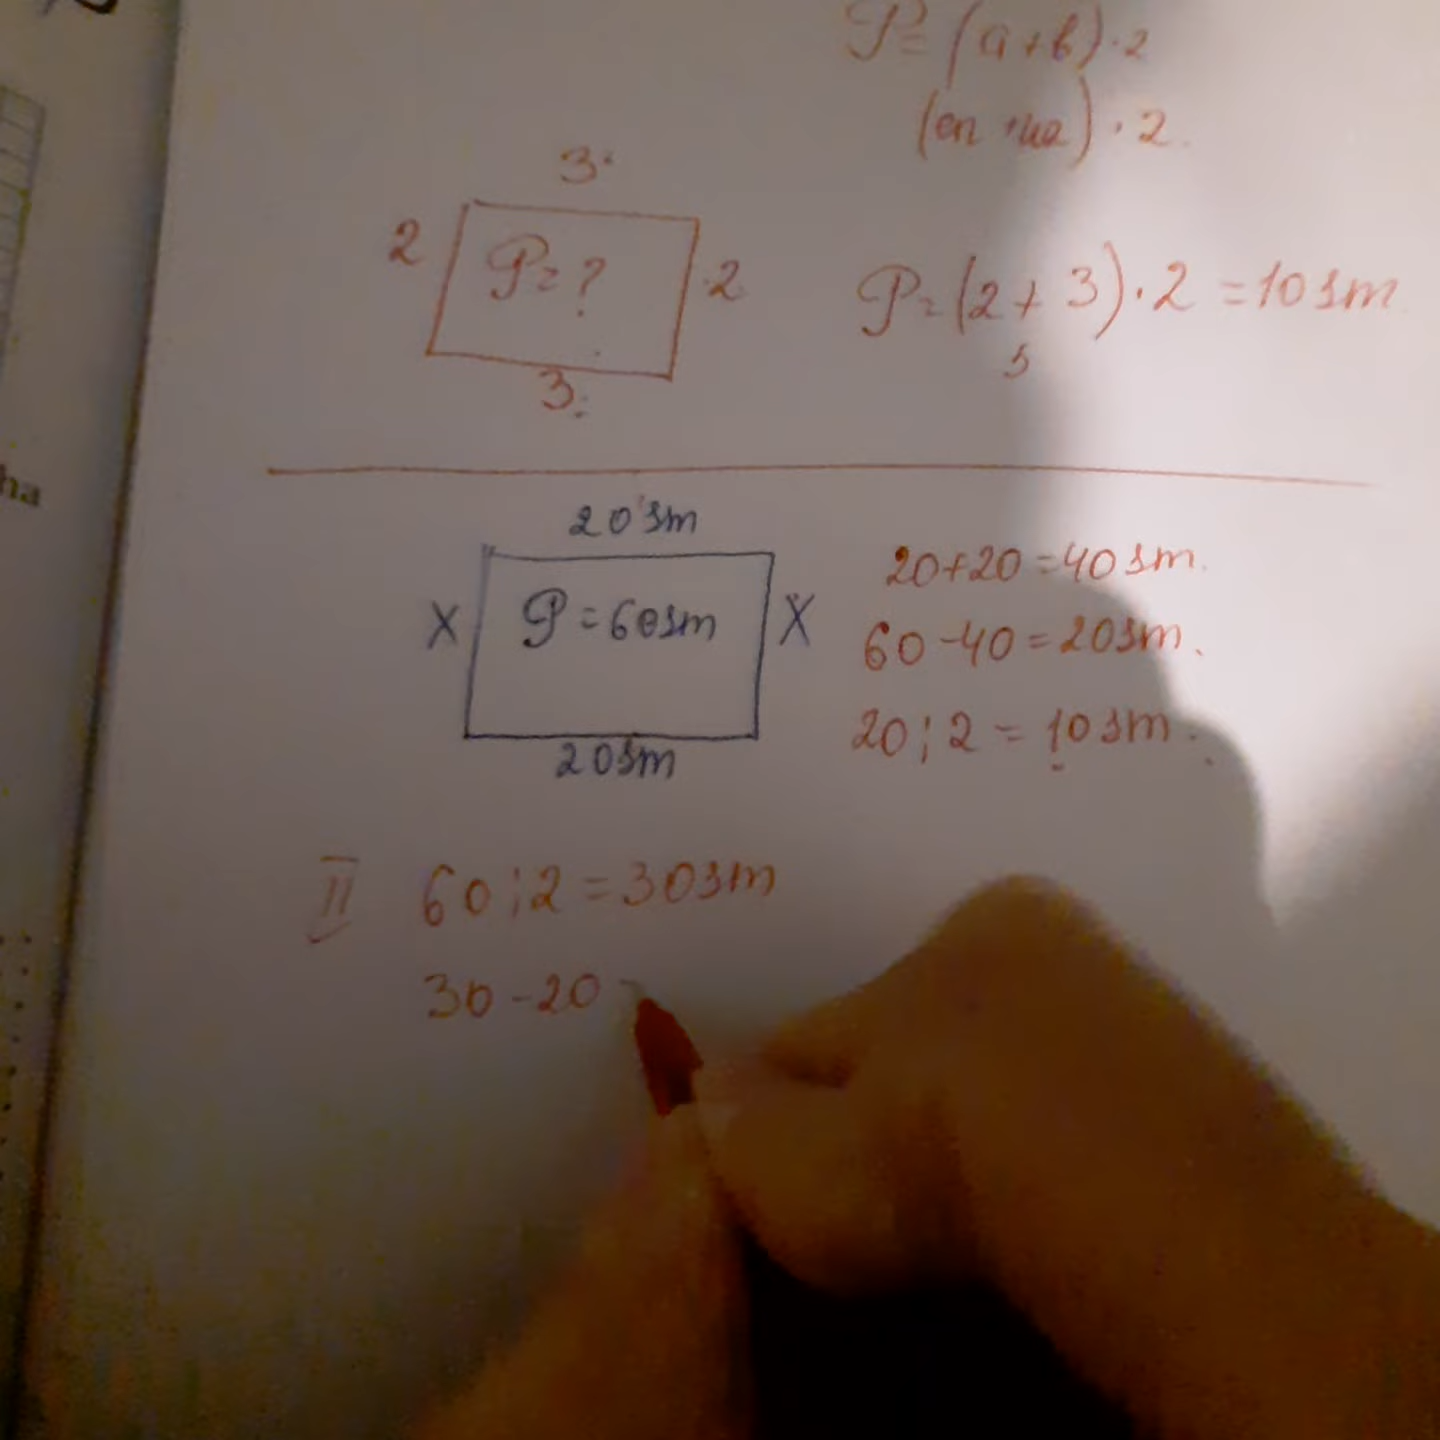 P=(a+b)·2
(en +uz)·2.
3
2 P=? 2
P=(2+3)·2=10sm
5
3
20sm
X P=60sm X
20sm
20+20=40sm.
60-40=20sm.
20:2=10sm.
II 60:2=30sm
30-20